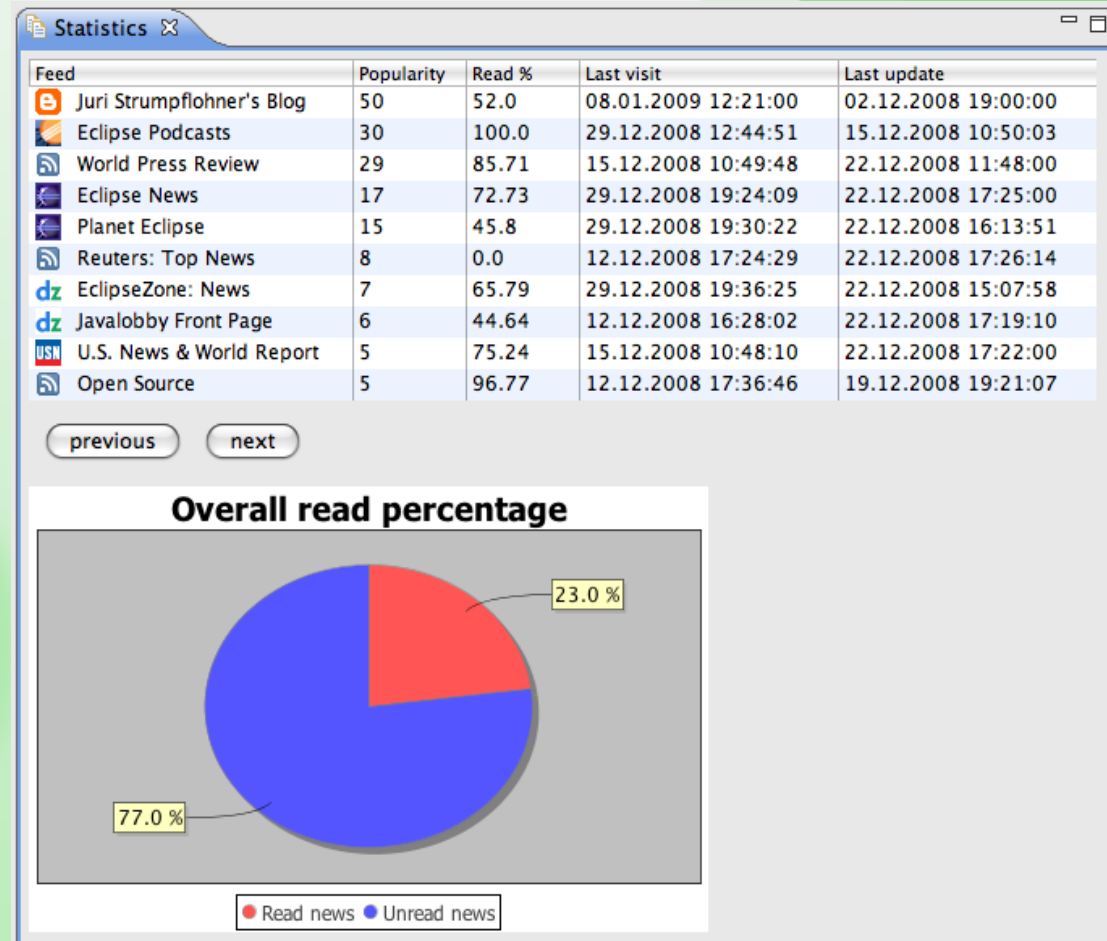 Statistics
Feed Popularity Read % Last visit Last update
Juri Strumpflohner's Blog 50 52.0 08.01.2009 12:21:00 02.12.2008 19:00:00
Eclipse Podcasts 30 100.0 29.12.2008 12:44:51 15.12.2008 10:50:03
World Press Review 29 85.71 15.12.2008 10:49:48 22.12.2008 11:48:00
Eclipse News 17 72.73 29.12.2008 19:24:09 22.12.2008 17:25:00
Planet Eclipse 15 45.8 29.12.2008 19:30:22 22.12.2008 16:13:51
Reuters: Top News 8 0.0 12.12.2008 17:24:29 22.12.2008 17:26:14
dz EclipseZone: News 7 65.79 29.12.2008 19:36:25 22.12.2008 15:07:58
dz Javalobby Front Page 6 44.64 12.12.2008 16:28:02 22.12.2008 17:19:10
USN U.S. News & World Report 5 75.24 15.12.2008 10:48:10 22.12.2008 17:22:00
Open Source 5 96.77 12.12.2008 17:36:46 19.12.2008 19:21:07
previous next
Overall read percentage
23.0 %
77.0 %
Read news Unread news